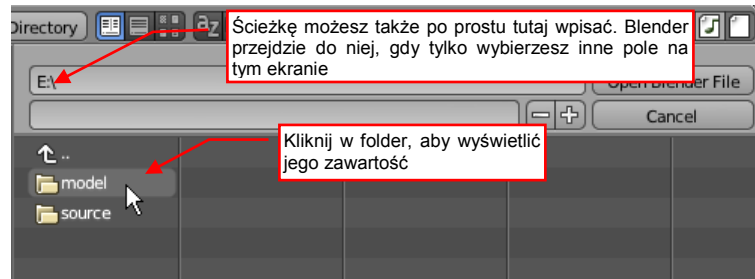 Directory
Ścieżkę możesz także po prostu tutaj wpisać. Blender
przejdzie do niej, gdy tylko wybierzesz inne pole na
tym ekranie
E:\
Open Blender File
Cancel
Kliknij w folder, aby wyświetlić
jego zawartość
..
model
source